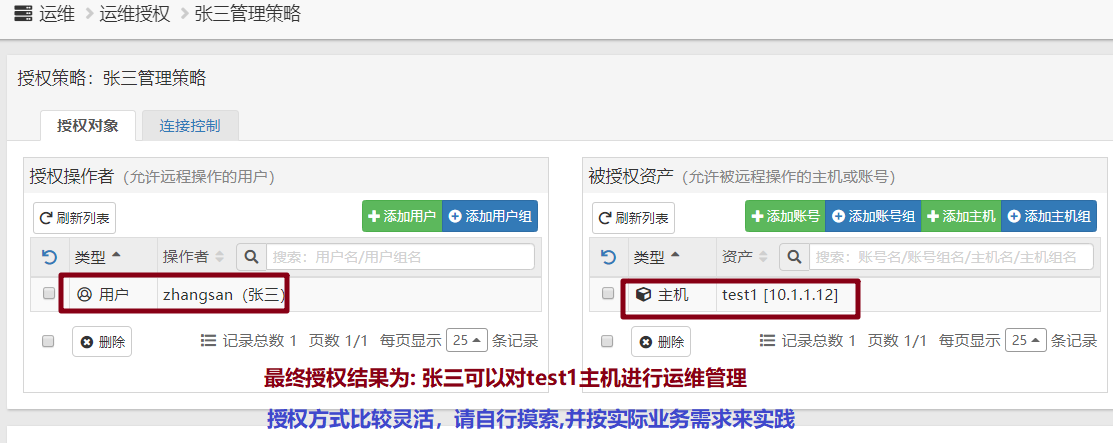 运维 > 运维授权 > 张三管理策略
授权策略：张三管理策略
授权对象 连接控制
授权操作者（允许远程操作的用户）
刷新列表 添加用户 添加用户组
类型 操作者 搜索：用户名/用户组名
用户 zhangsan（张三）
删除 记录总数 1 页数 1/1 每页显示 25 条记录
被授权资产（允许被远程操作的主机或账号）
刷新列表 添加账号 添加账号组 添加主机 添加主机组
类型 资产 搜索：账号名/账号组名/主机名/主机组名
主机 test1 [10.1.1.12]
删除 记录总数 1 页数 1/1 每页显示 25 条记录
最终授权结果为: 张三可以对test1主机进行运维管理
授权方式比较灵活，请自行摸索,并按实际业务需求来实践